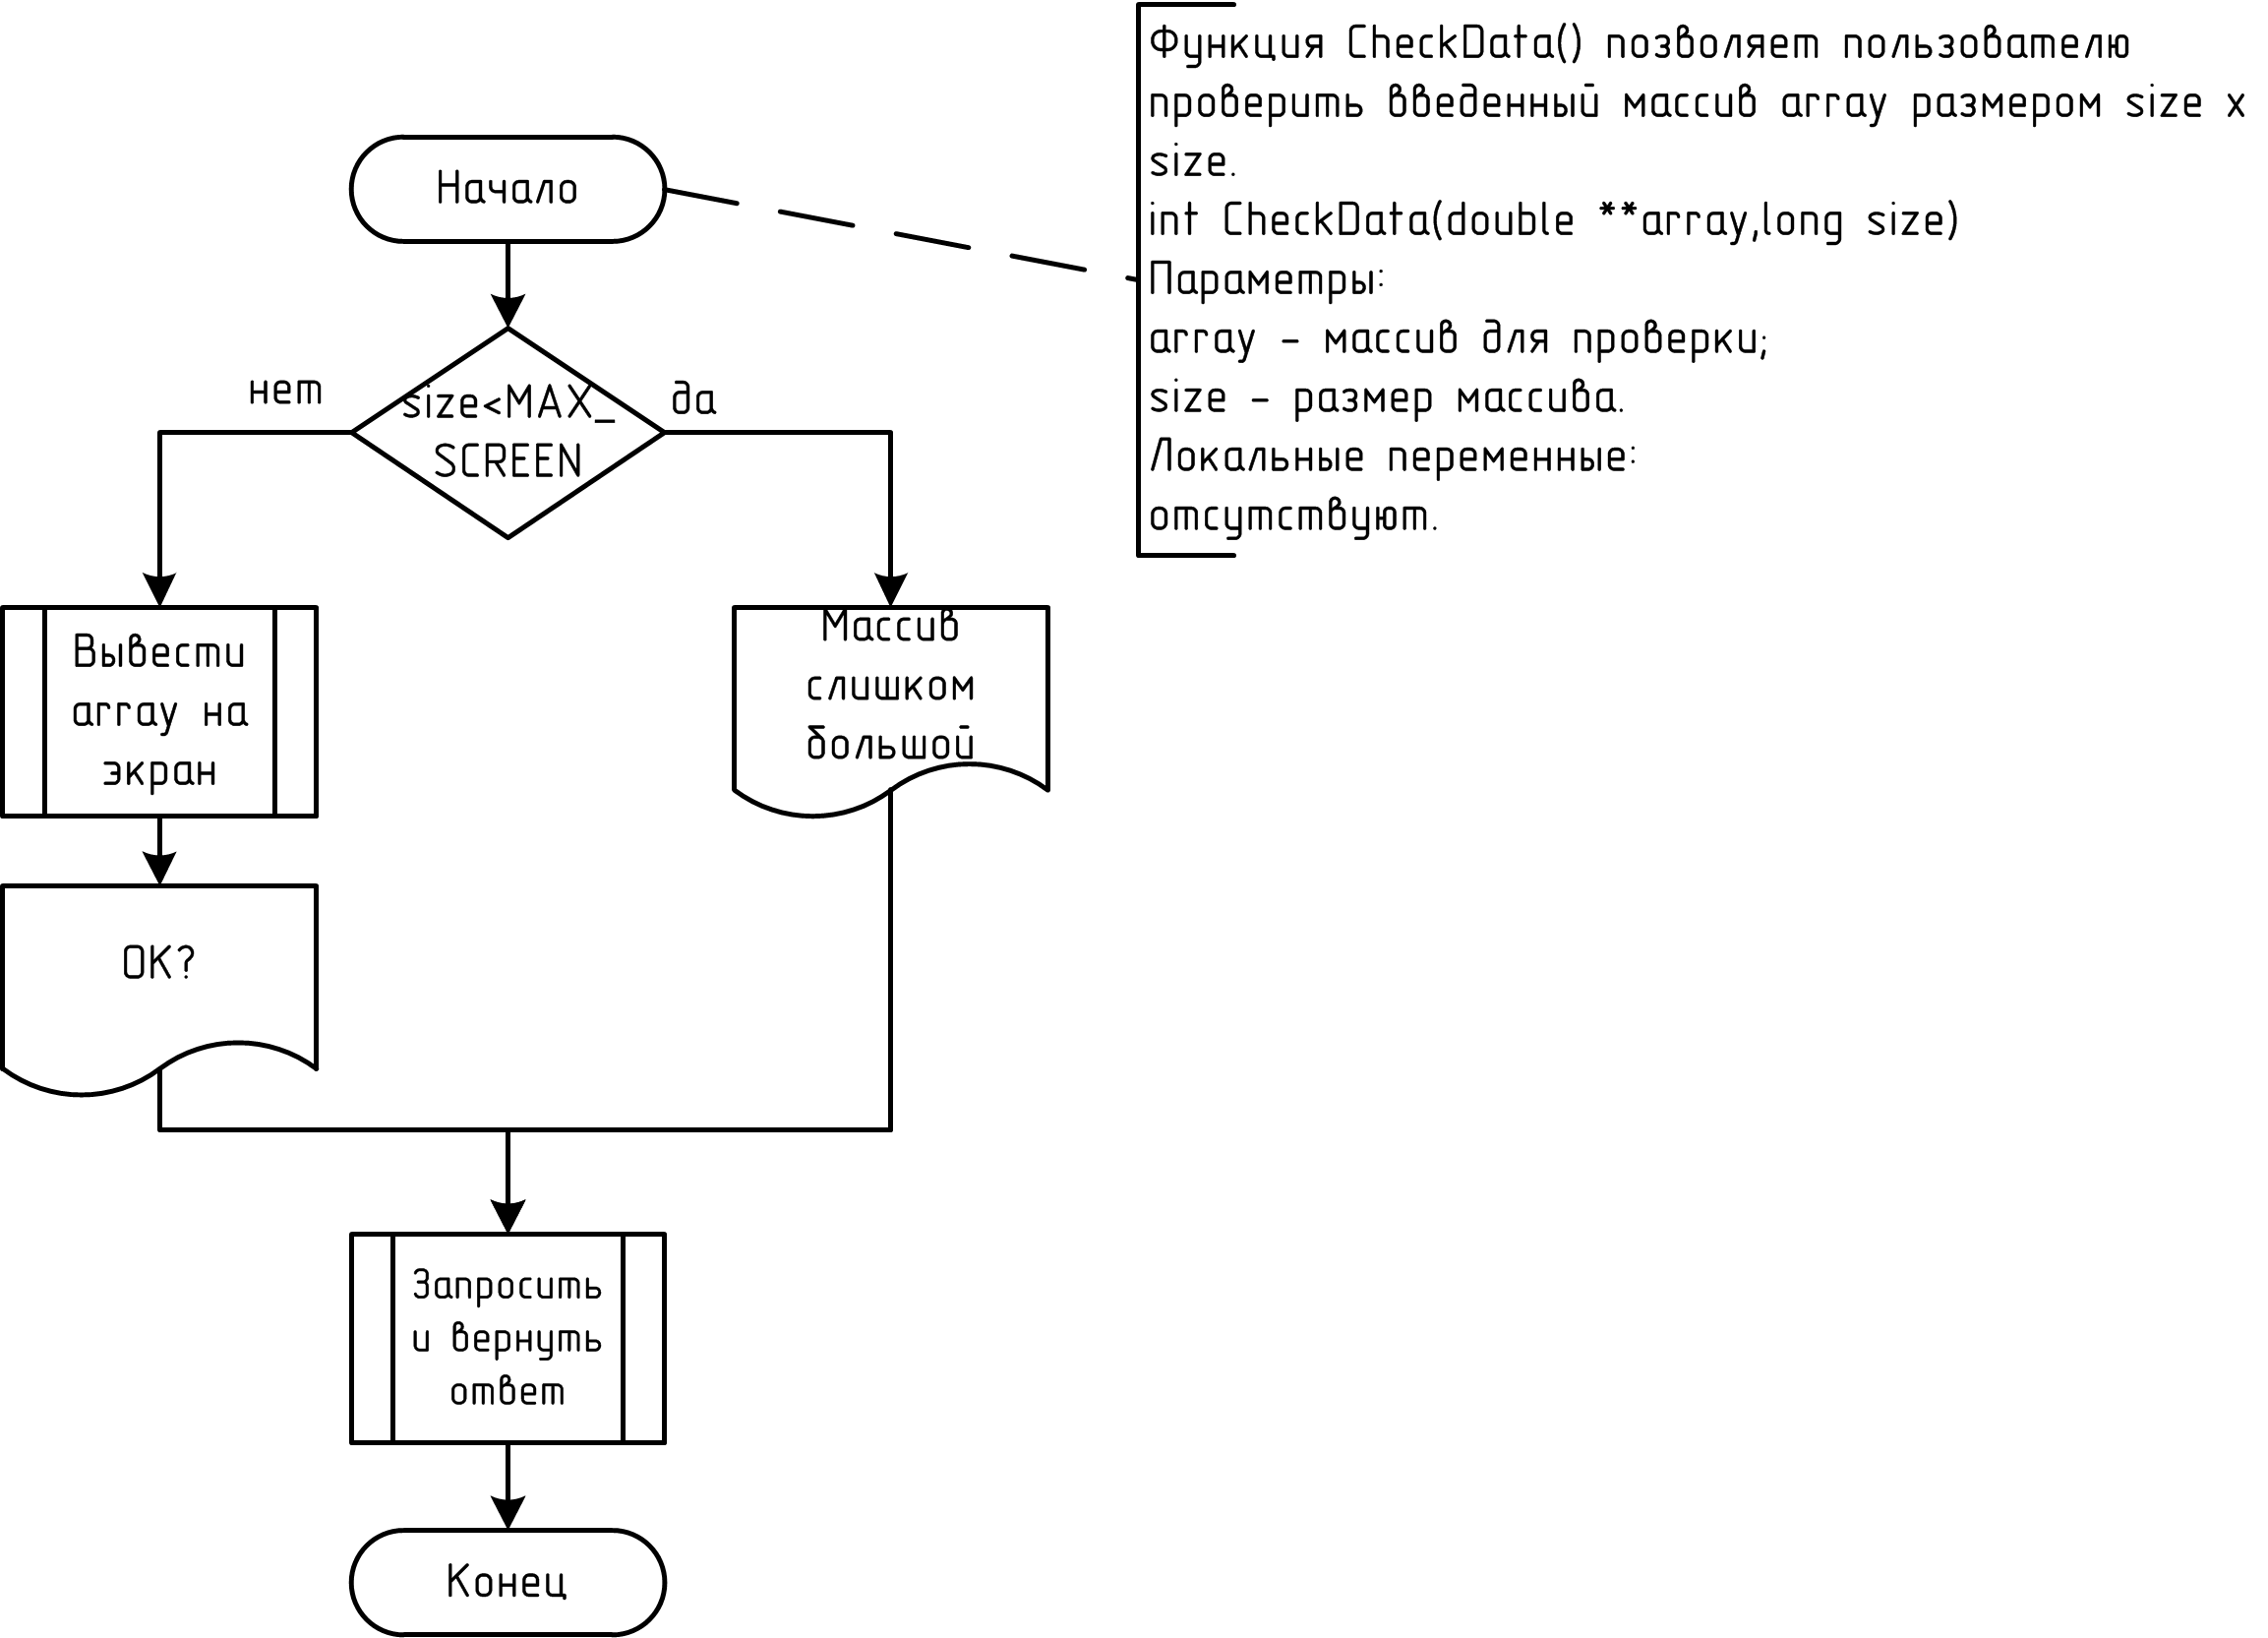 Функция CheckData() позволяет пользователю
проверить введенный массив array размером size x
size.
int CheckData(double **array,long size)
Параметры:
array - массив для проверки;
size - размер массива.
Локальные переменные:
отсутствуют.
Начало
нет
size<MAX_
SCREEN
да
Вывести
array на
экран
Массив
слишком
большой
OK?
Запросить
и вернуть
ответ
Конец